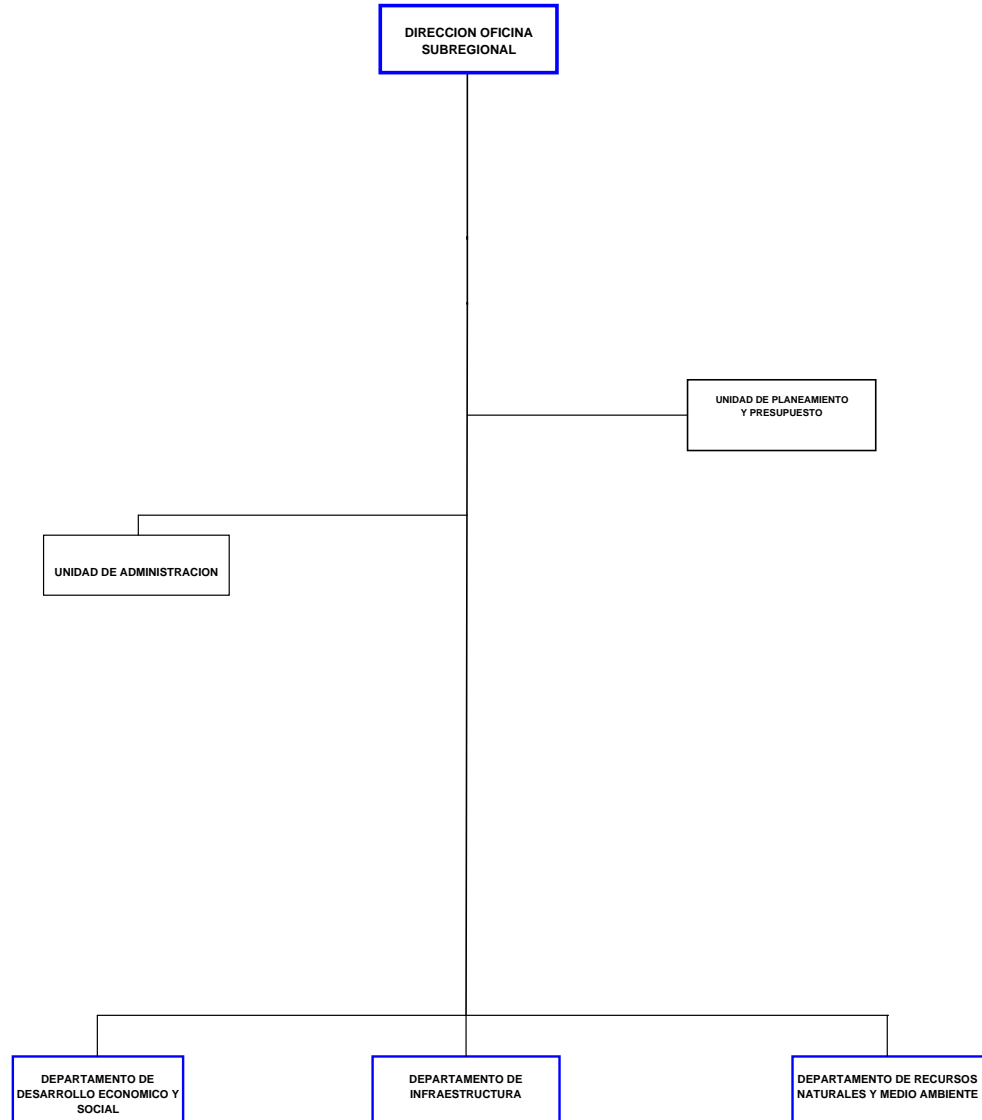 DIRECCION OFICINA
SUBREGIONAL
UNIDAD DE PLANEAMIENTO
Y PRESUPUESTO
UNIDAD DE ADMINISTRACION
DEPARTAMENTO DE
DESARROLLO ECONOMICO Y
SOCIAL
DEPARTAMENTO DE
INFRAESTRUCTURA
DEPARTAMENTO DE RECURSOS
NATURALES Y MEDIO AMBIENTE